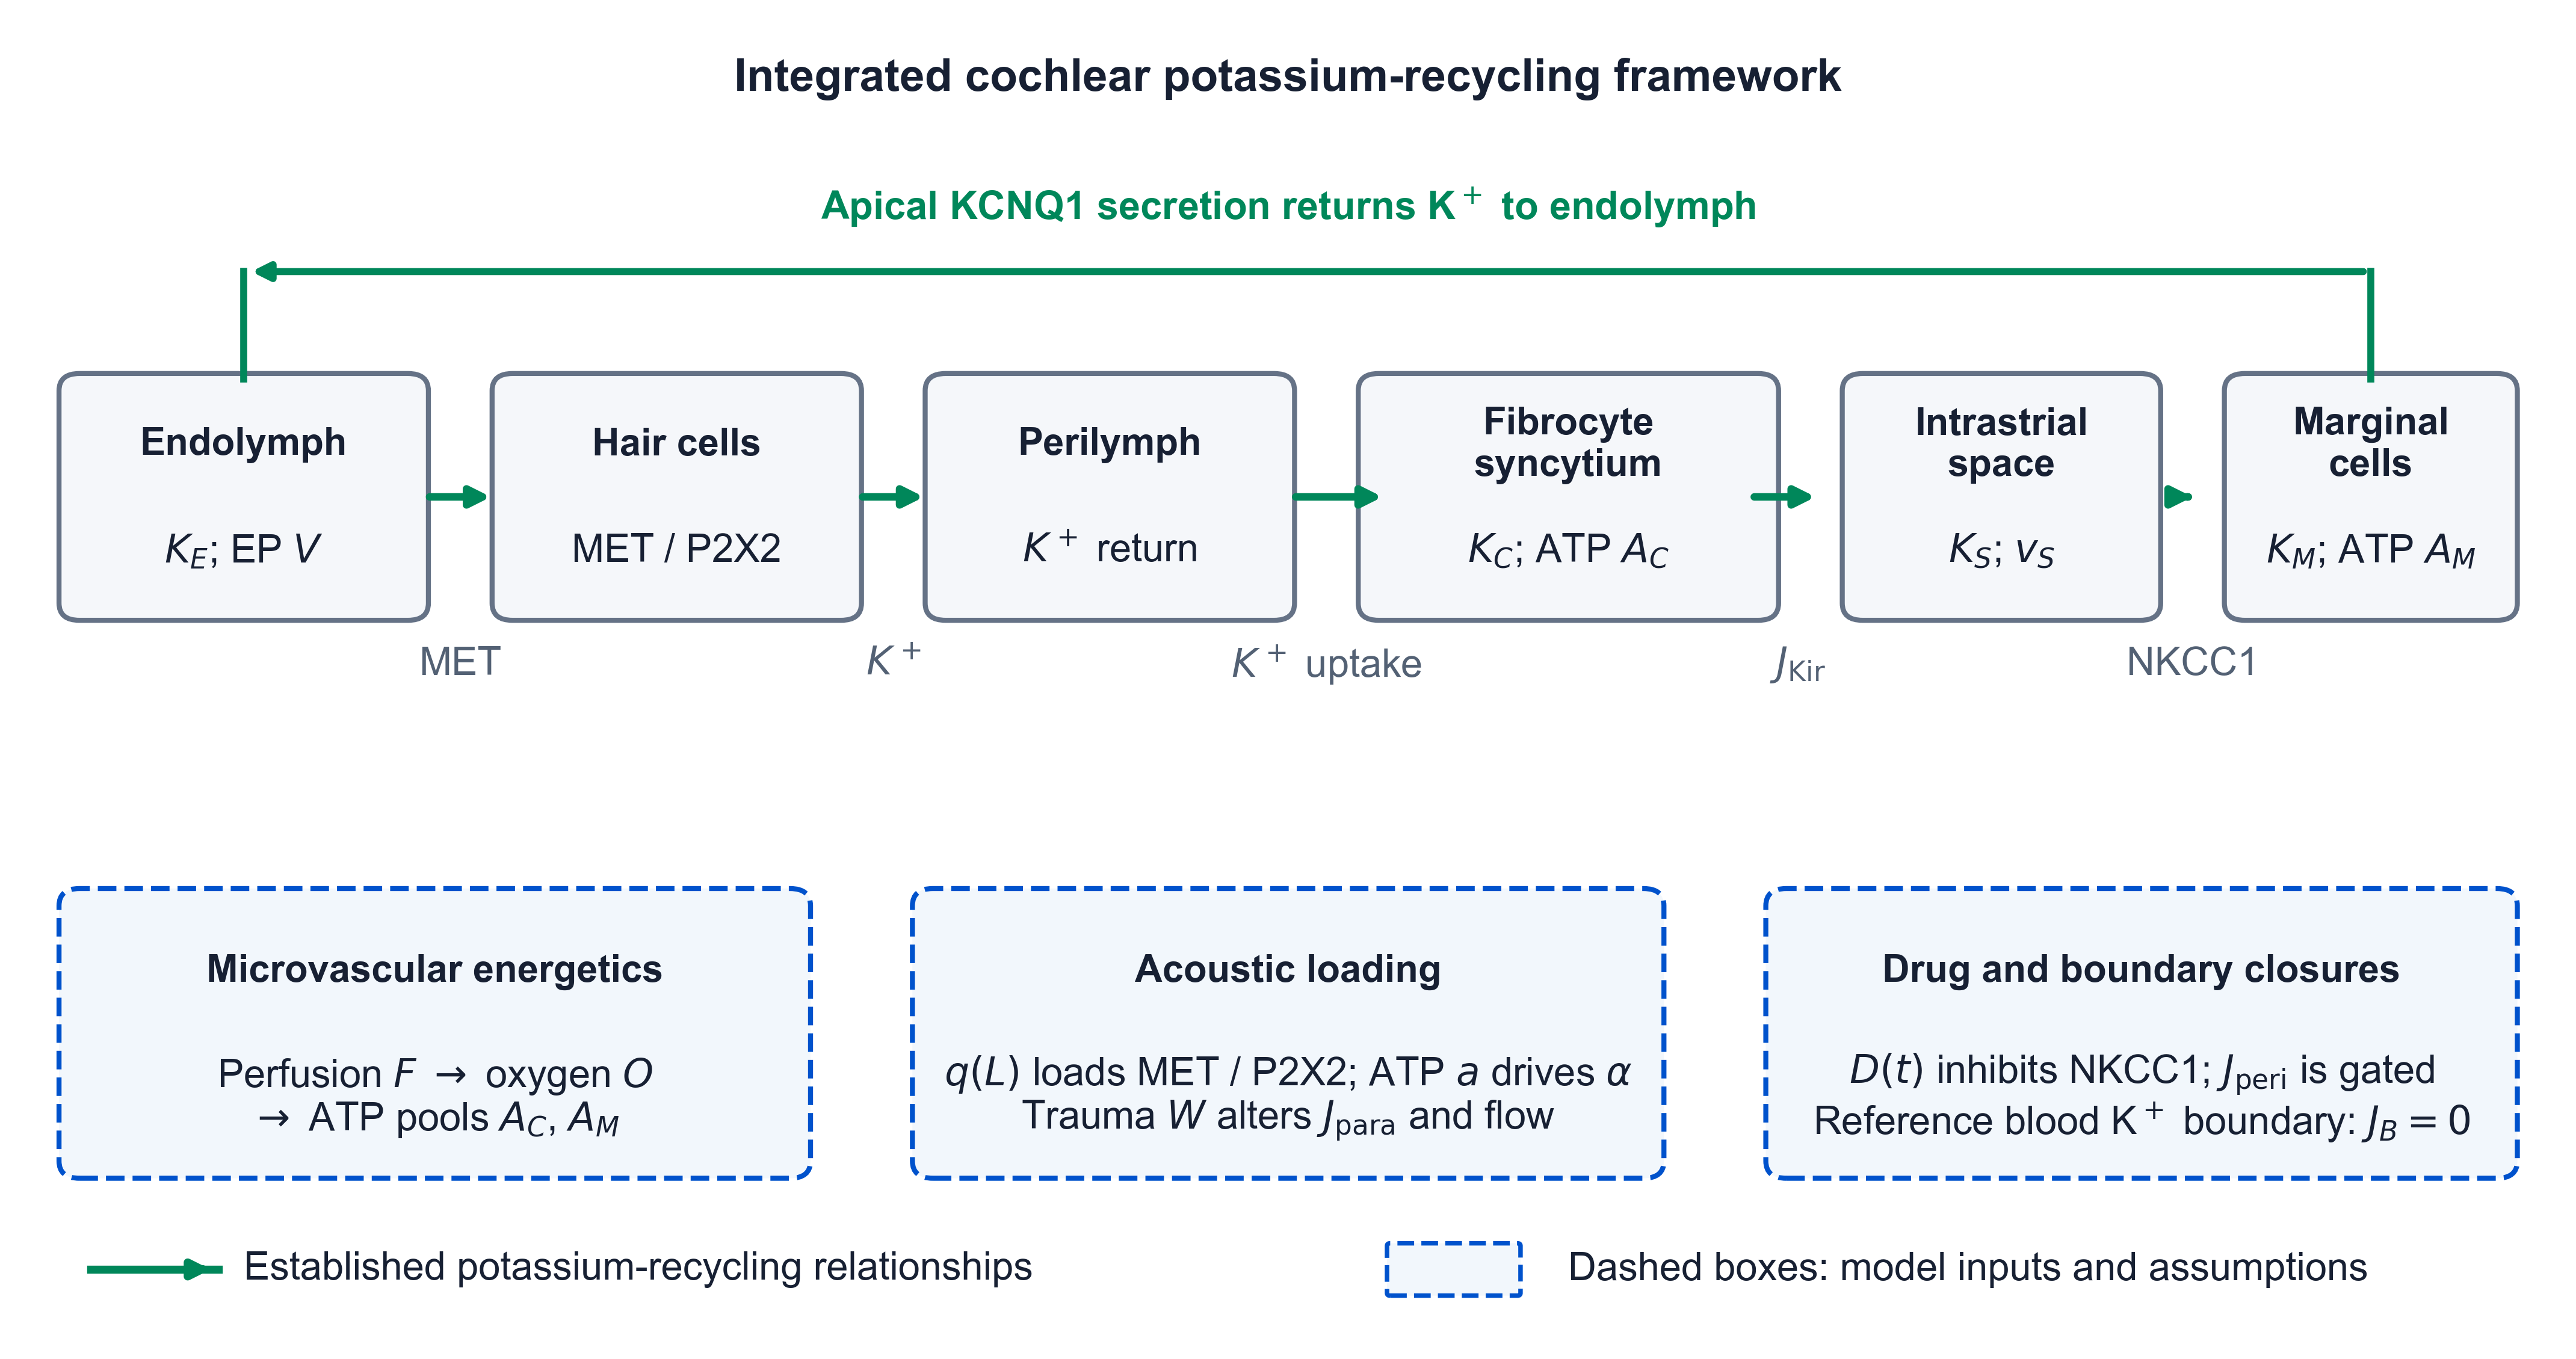 Integrated cochlear potassium-recycling framework
Apical KCNQ1 secretion returns K⁺ to endolymph
Endolymph
K_E; EP V
Hair cells
MET / P2X2
Perilymph
K⁺ return
Fibrocyte
syncytium
K_C; ATP A_C
Intrastrial
space
K_S; v_S
Marginal
cells
K_M; ATP A_M
MET
K⁺
K⁺ uptake
J_Kir
NKCC1
Microvascular energetics
Perfusion F → oxygen O
→ ATP pools A_C, A_M
Acoustic loading
q(L) loads MET / P2X2; ATP a drives α
Trauma W alters J_para and flow
Drug and boundary closures
D(t) inhibits NKCC1; J_peri is gated
Reference blood K⁺ boundary: J_B = 0
Established potassium-recycling relationships
Dashed boxes: model inputs and assumptions